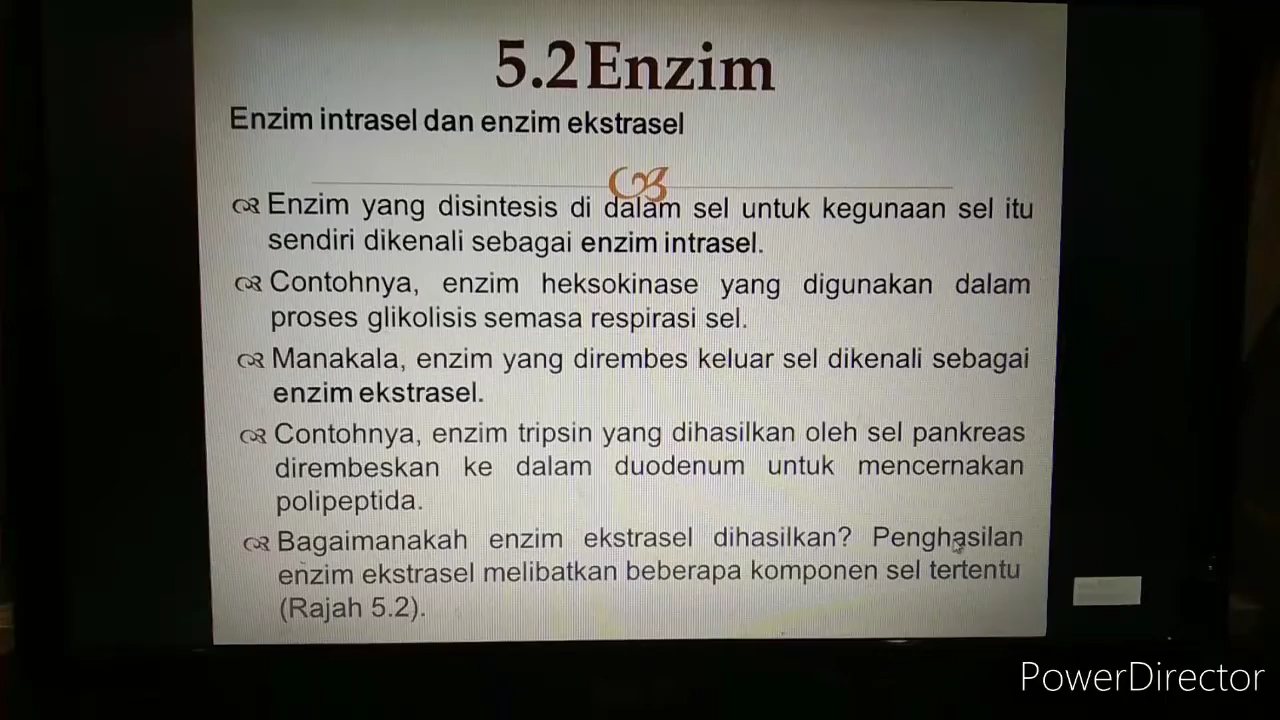 5.2 Enzim
Enzim intrasel dan enzim ekstrasel
Enzim yang disintesis di dalam sel untuk kegunaan sel itu
sendiri dikenali sebagai enzim intrasel.
Contohnya, enzim heksokinase yang digunakan dalam
proses glikolisis semasa respirasi sel.
Manakala, enzim yang dirembes keluar sel dikenali sebagai
enzim ekstrasel.
Contohnya, enzim tripsin yang dihasilkan oleh sel pankreas
dirembeskan ke dalam duodenum untuk mencernakan
polipeptida.
Bagaimanakah enzim ekstrasel dihasilkan? Penghasilan
enzim ekstrasel melibatkan beberapa komponen sel tertentu
(Rajah 5.2).
PowerDirector